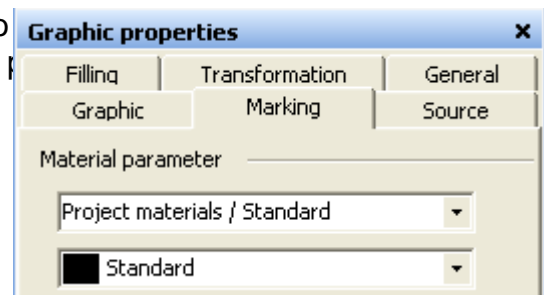 Graphic properties
Filling Transformation General
Graphic Marking Source
Material parameter
Project materials / Standard
Standard